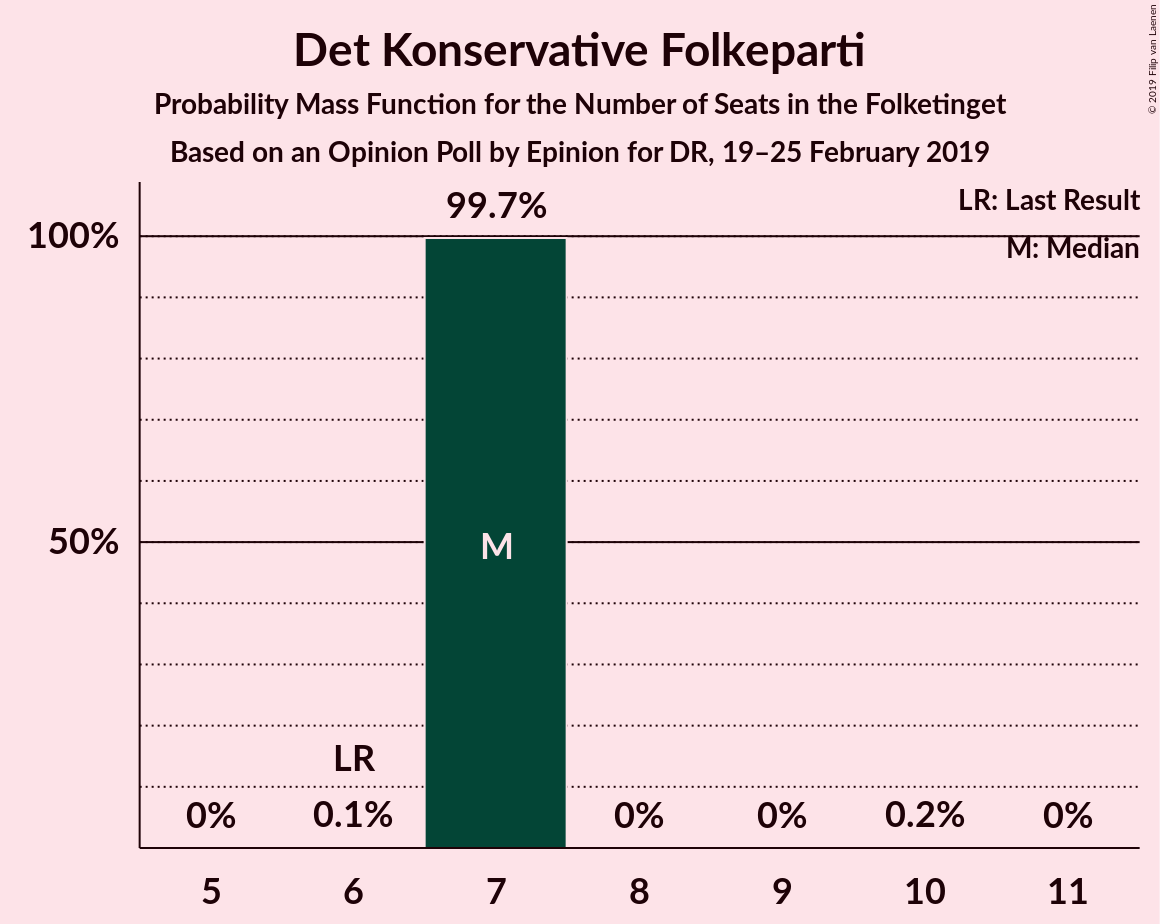 Det Konservative Folkeparti
Probability Mass Function for the Number of Seats in the Folketinget
Based on an Opinion Poll by Epinion for DR, 19–25 February 2019
© 2019 Filip van Laenen
LR: Last Result
M: Median
99.7%
100%
50%
M
LR
0% 0.1% 0% 0% 0.2% 0%
5 6 7 8 9 10 11